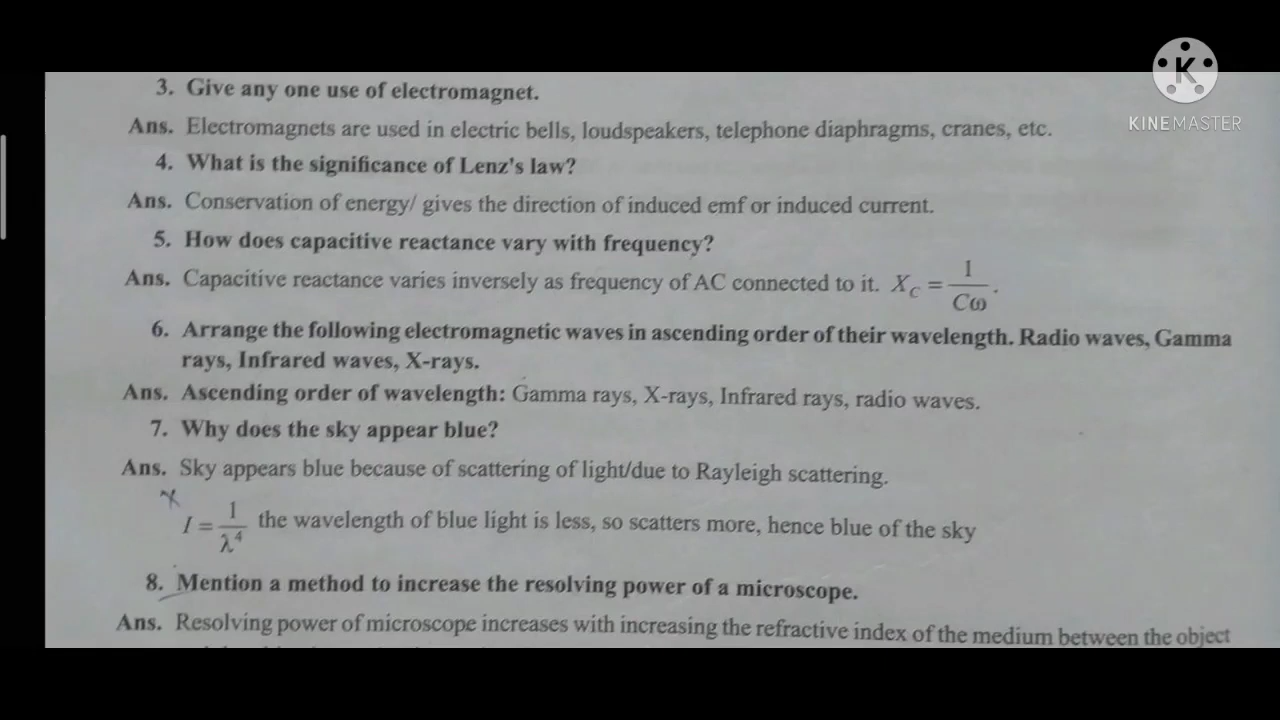 3. Give any one use of electromagnet.
KINEMASTER
Ans. Electromagnets are used in electric bells, loudspeakers, telephone diaphragms, cranes, etc.
4. What is the significance of Lenz's law?
Ans. Conservation of energy/ gives the direction of induced emf or induced current.
5. How does capacitive reactance vary with frequency?
Ans. Capacitive reactance varies inversely as frequency of AC connected to it. X_C = 1/Cω.
6. Arrange the following electromagnetic waves in ascending order of their wavelength. Radio waves, Gamma
rays, Infrared waves, X-rays.
Ans. Ascending order of wavelength: Gamma rays, X-rays, Infrared rays, radio waves.
7. Why does the sky appear blue?
Ans. Sky appears blue because of scattering of light/due to Rayleigh scattering.
I = 1/λ⁴ the wavelength of blue light is less, so scatters more, hence blue of the sky
8. Mention a method to increase the resolving power of a microscope.
Ans. Resolving power of microscope increases with increasing the refractive index of the medium between the object